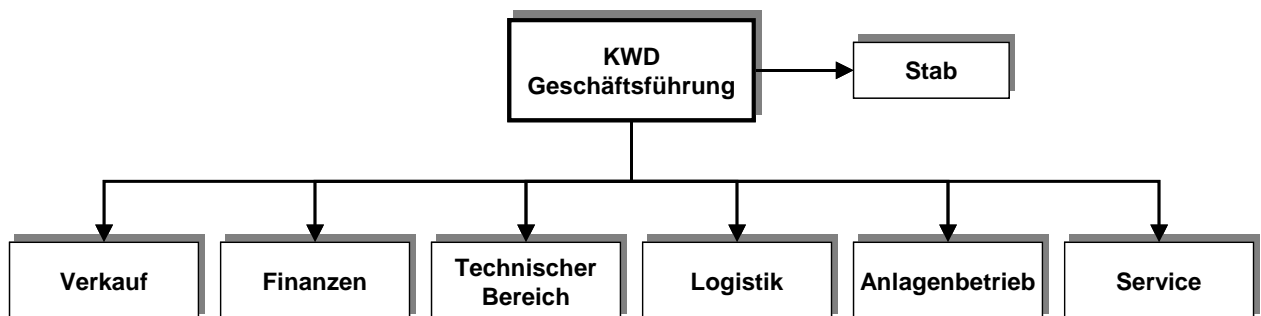 KWD
Geschäftsführung
Stab
Verkauf
Finanzen
Technischer
Bereich
Logistik
Anlagenbetrieb
Service